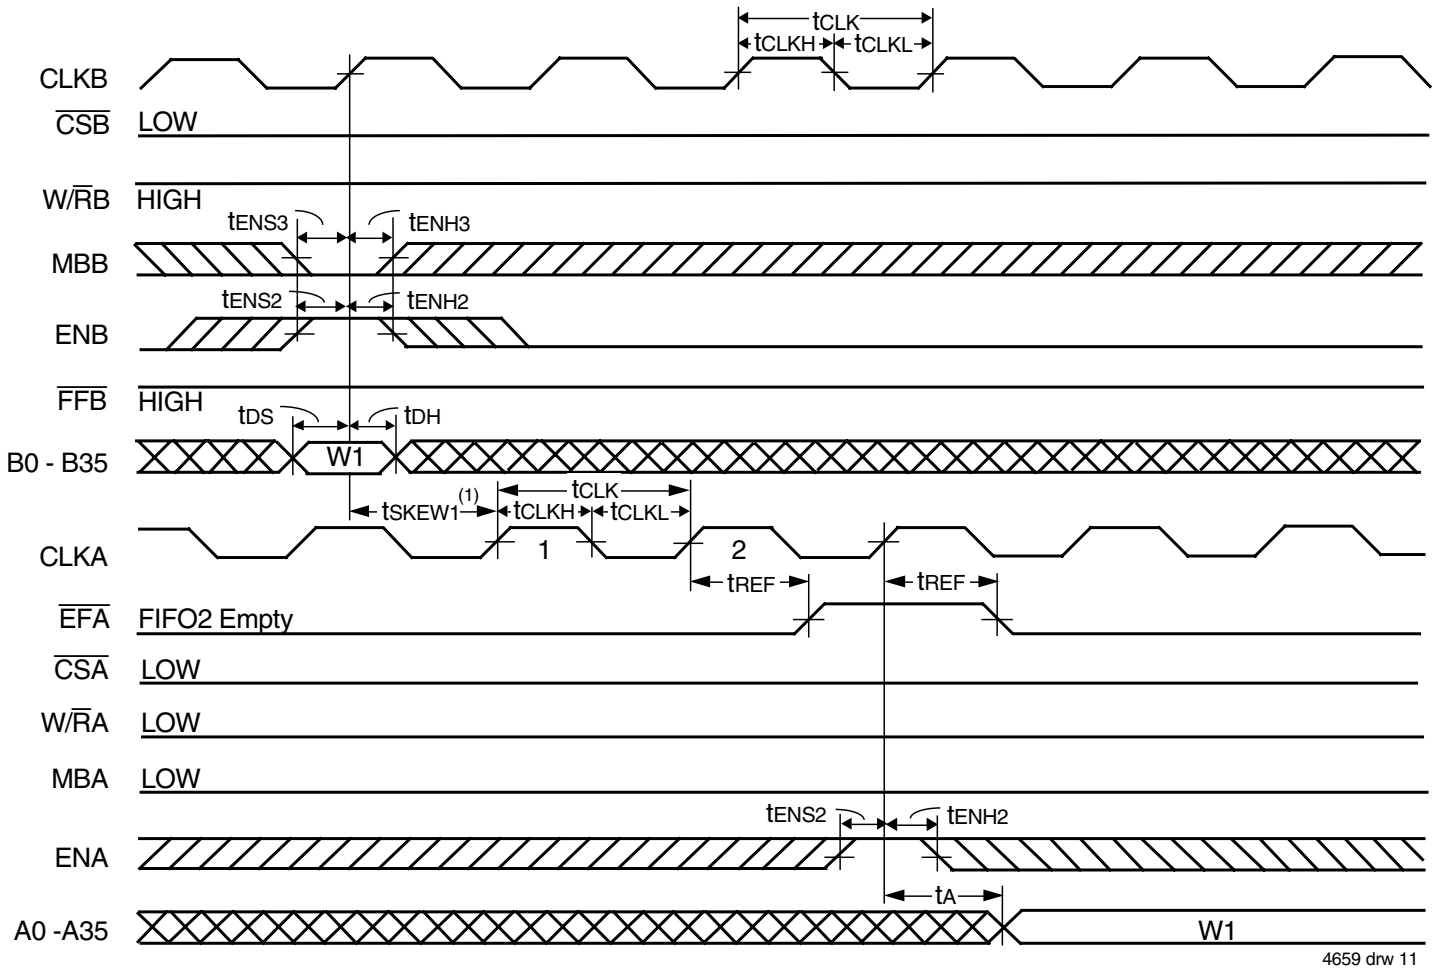 tCLK
tCLKH tCLKL
CLKB
CSB LOW
W/RB HIGH
tENS3 tENH3
MBB
tENS2 tENH2
ENB
FFB HIGH
tDS tDH
B0 - B35 W1
tSKEW1(1) tCLK
tCLKH tCLKL
CLKA 1 2
tREF tREF
EFA FIFO2 Empty
CSA LOW
W/RA LOW
MBA LOW
tENS2 tENH2
ENA
tA
A0 -A35 W1
4659 drw 11